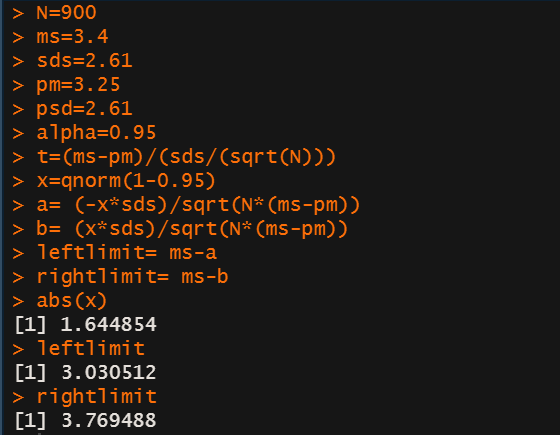 > N=900
> ms=3.4
> sds=2.61
> pm=3.25
> psd=2.61
> alpha=0.95
> t=(ms-pm)/(sds/(sqrt(N)))
> x=qnorm(1-0.95)
> a= (-x*sds)/sqrt(N*(ms-pm))
> b= (x*sds)/sqrt(N*(ms-pm))
> leftlimit= ms-a
> rightlimit= ms-b
> abs(x)
[1] 1.644854
> leftlimit
[1] 3.030512
> rightlimit
[1] 3.769488